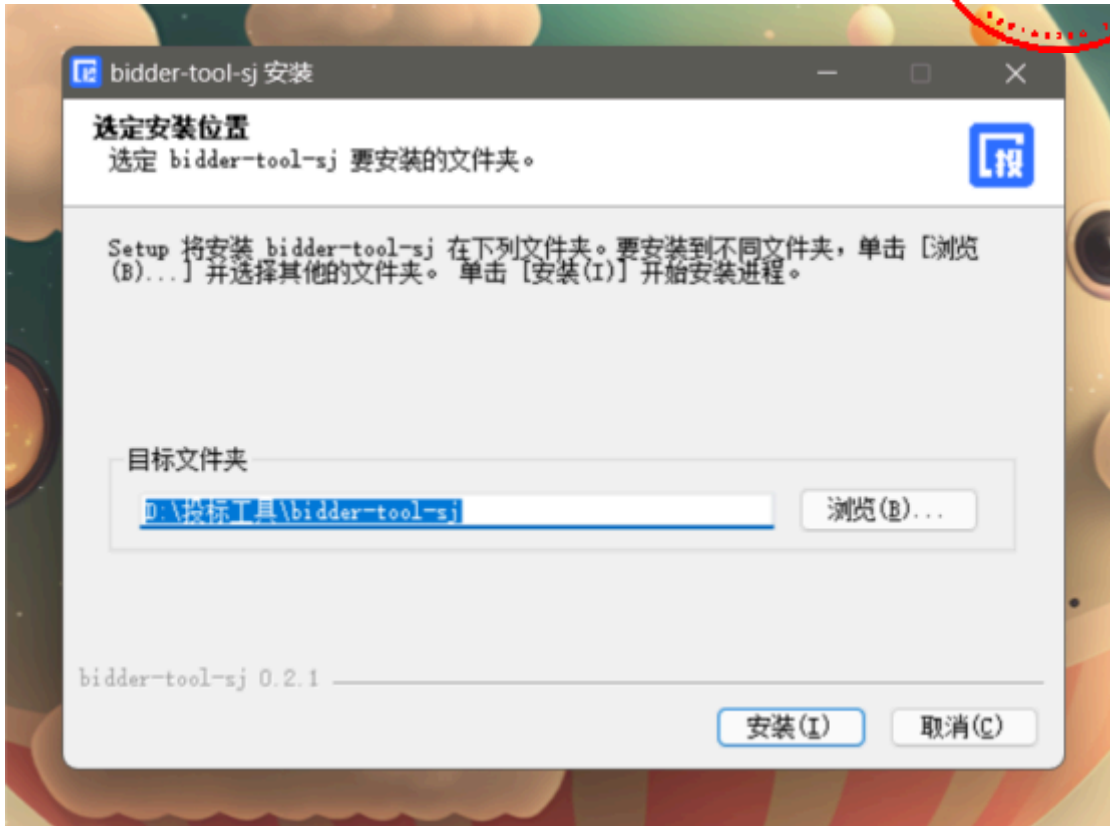 bidder-tool-sj 安装
选定安装位置
选定 bidder-tool-sj 要安装的文件夹。
投
Setup 将安装 bidder-tool-sj 在下列文件夹。要安装到不同文件夹，单击 [浏览
(B)...] 并选择其他的文件夹。 单击 [安装(I)] 开始安装进程。
目标文件夹
D:\投标工具\bidder-tool-sj
浏览(B)...
bidder-tool-sj 0.2.1
安装(I)
取消(C)